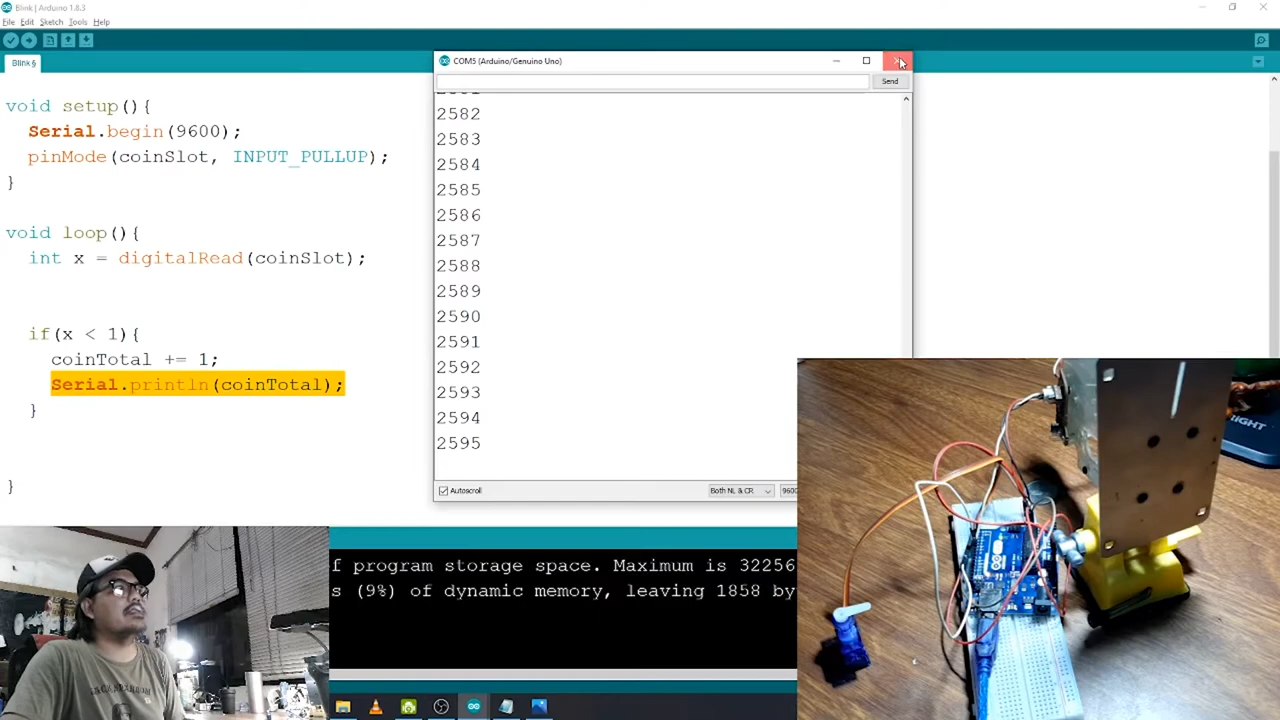 Blink | Arduino 1.8.3
File Edit Sketch Tools Help
Blink §
void setup(){
Serial.begin(9600);
pinMode(coinSlot, INPUT_PULLUP);
}
void loop(){
int x = digitalRead(coinSlot);
if(x < 1){
coinTotal += 1;
Serial.println(coinTotal);
}
}
COM5 (Arduino/Genuino Uno)
Send
2582
2583
2584
2585
2586
2587
2588
2589
2590
2591
2592
2593
2594
2595
Autoscroll
Both NL & CR
9600
f program storage space. Maximum is 32256
s (9%) of dynamic memory, leaving 1858 by